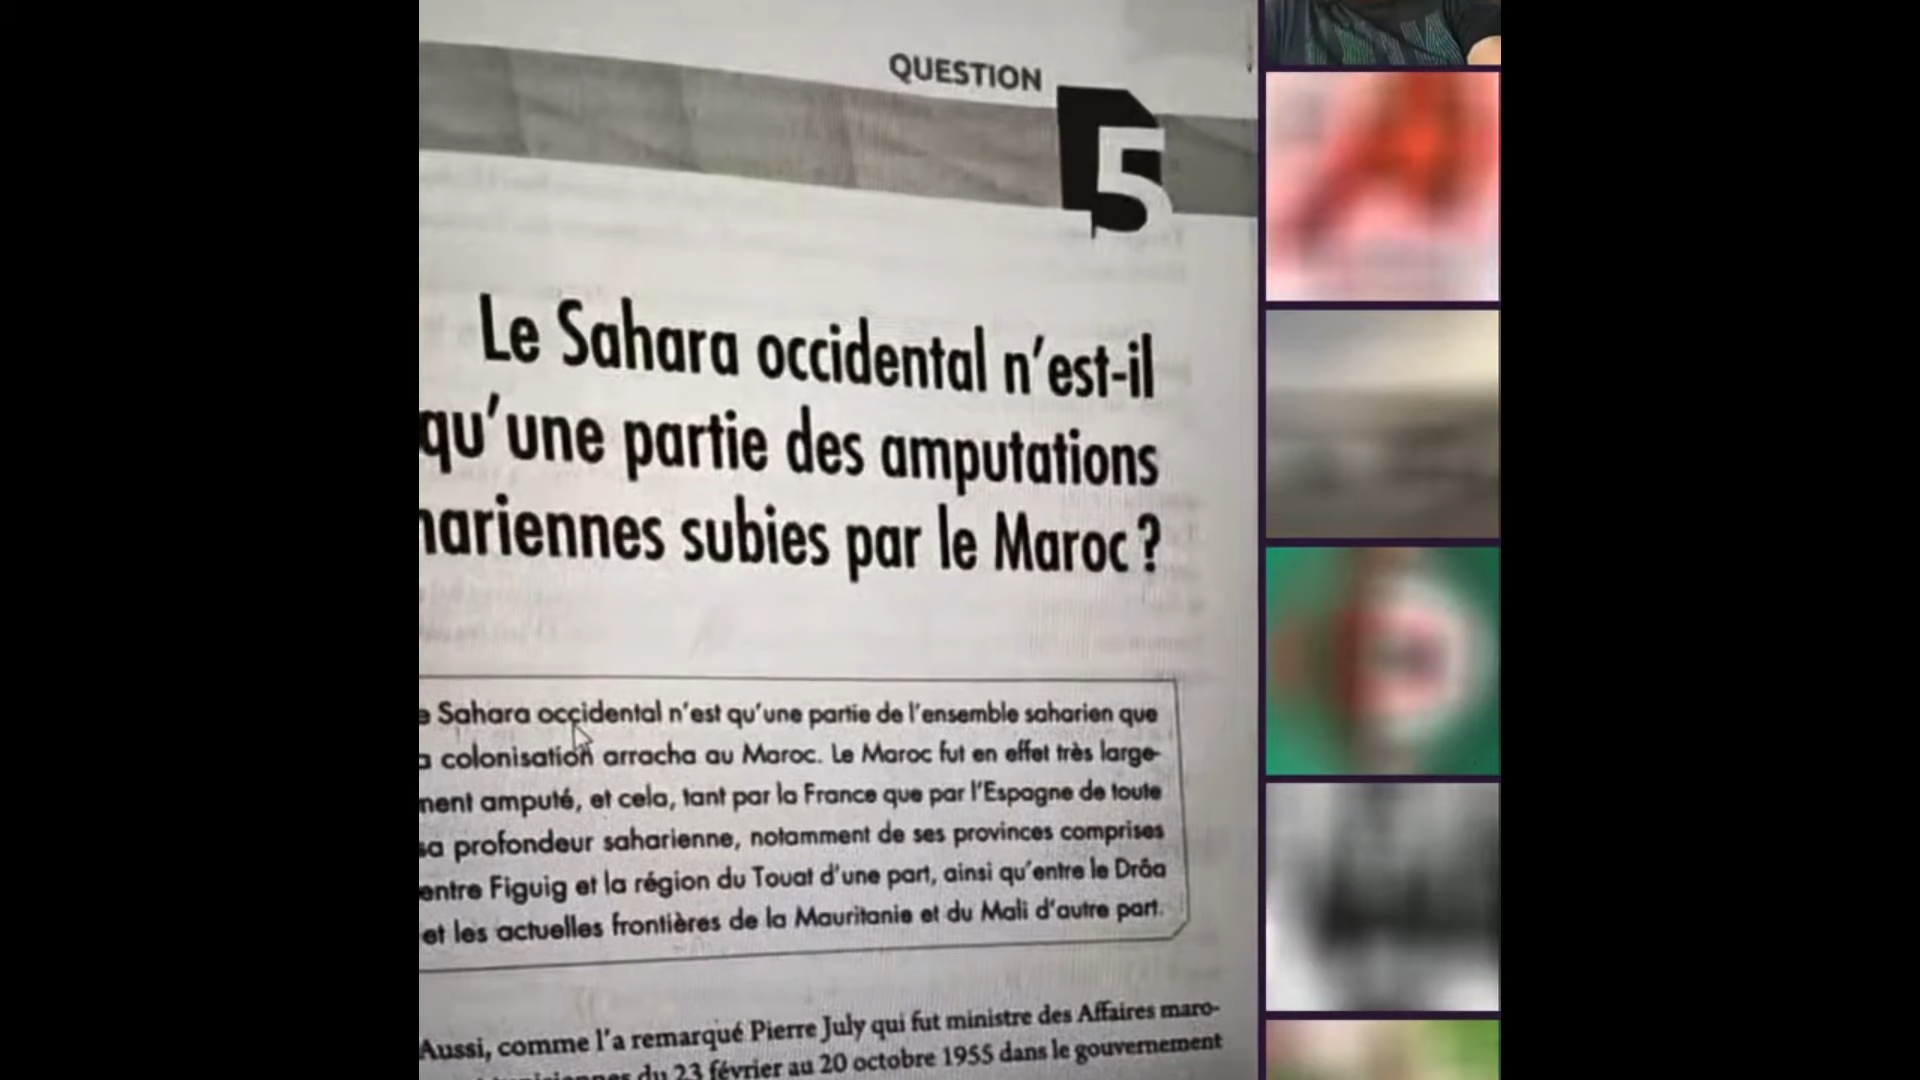 QUESTION
5
Le Sahara occidental n'est-il
qu'une partie des amputations
hariennes subies par le Maroc ?
e Sahara occidental n'est qu'une partie de l'ensemble saharien que
a colonisation arracha au Maroc. Le Maroc fut en effet très large-
ment amputé, et cela, tant par la France que par l'Espagne de toute
sa profondeur saharienne, notamment de ses provinces comprises
entre Figuig et la région du Touat d'une part, ainsi qu'entre le Drâa
et les actuelles frontières de la Mauritanie et du Mali d'autre part.
Aussi, comme l'a remarqué Pierre July qui fut ministre des Affaires maro-
du 23 février au 20 octobre 1955 dans le gouvernement